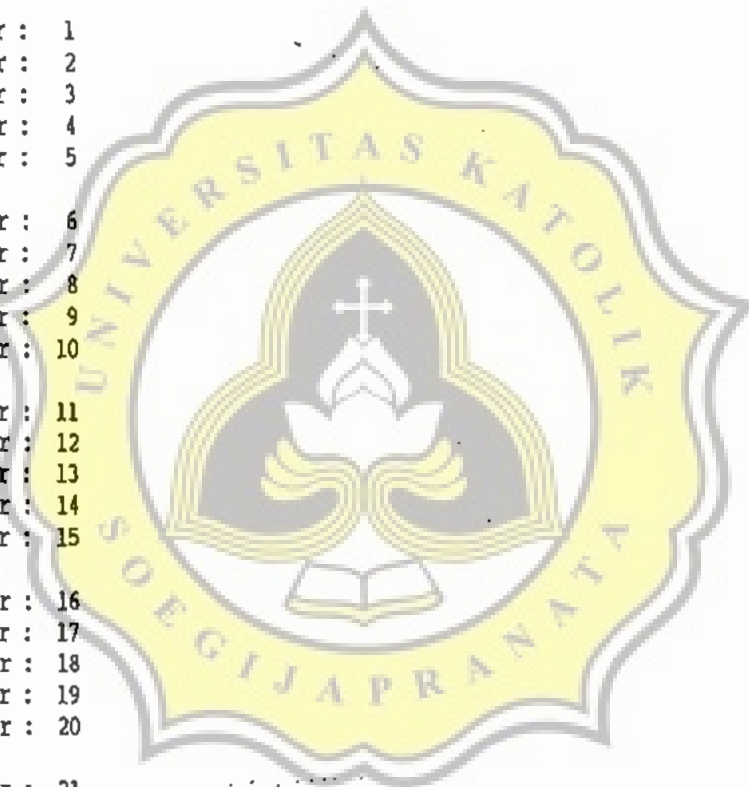 r : 1
r : 2
r : 3
r : 4
r : 5
r : 6
r : 7
r : 8
r : 9
r : 10
r : 11
r : 12
r : 13
r : 14
r : 15
r : 16
r : 17
r : 18
r : 19
r : 20
r : 21
UNIVERSITAS KATOLIK
SOEGIJAPRANATA